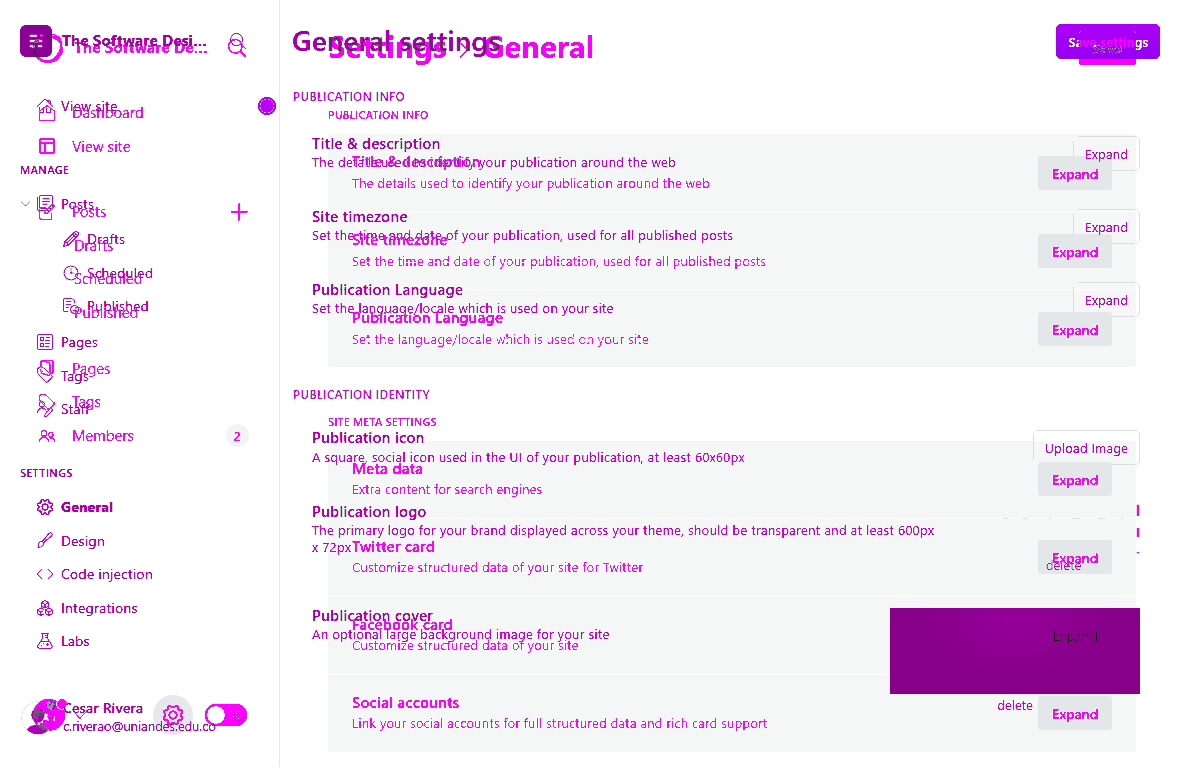 The Software Desi...
The Software De...
View site
Dashboard
View site
MANAGE
Posts
Posts
Drafts
Drafts
Scheduled
Scheduled
Published
Published
Pages
Pages
Tags
Tags
Staff
Members
2
SETTINGS
General
Design
Code injection
Integrations
Labs
Cesar Rivera
c.riverao@uniandes.edu.co
General settings
Settings > General
Save settings
PUBLICATION INFO
PUBLICATION INFO
Title & description
The details used to identify your publication around the web
Expand
Title & description
The details used to identify your publication around the web
Expand
Site timezone
Set the time and date of your publication, used for all published posts
Expand
Site timezone
Set the time and date of your publication, used for all published posts
Expand
Publication Language
Set the language/locale which is used on your site
Expand
Publication Language
Set the language/locale which is used on your site
Expand
PUBLICATION IDENTITY
SITE META SETTINGS
Publication icon
A square, social icon used in the UI of your publication, at least 60x60px
Upload Image
Meta data
Extra content for search engines
Expand
Publication logo
The primary logo for your brand displayed across your theme, should be transparent and at least 600px
x 72px
Twitter card
Customize structured data of your site for Twitter
Expand
delete
Publication cover
An optional large background image for your site
Facebook card
Customize structured data of your site
Expand
Social accounts
Link your social accounts for full structured data and rich card support
delete
Expand